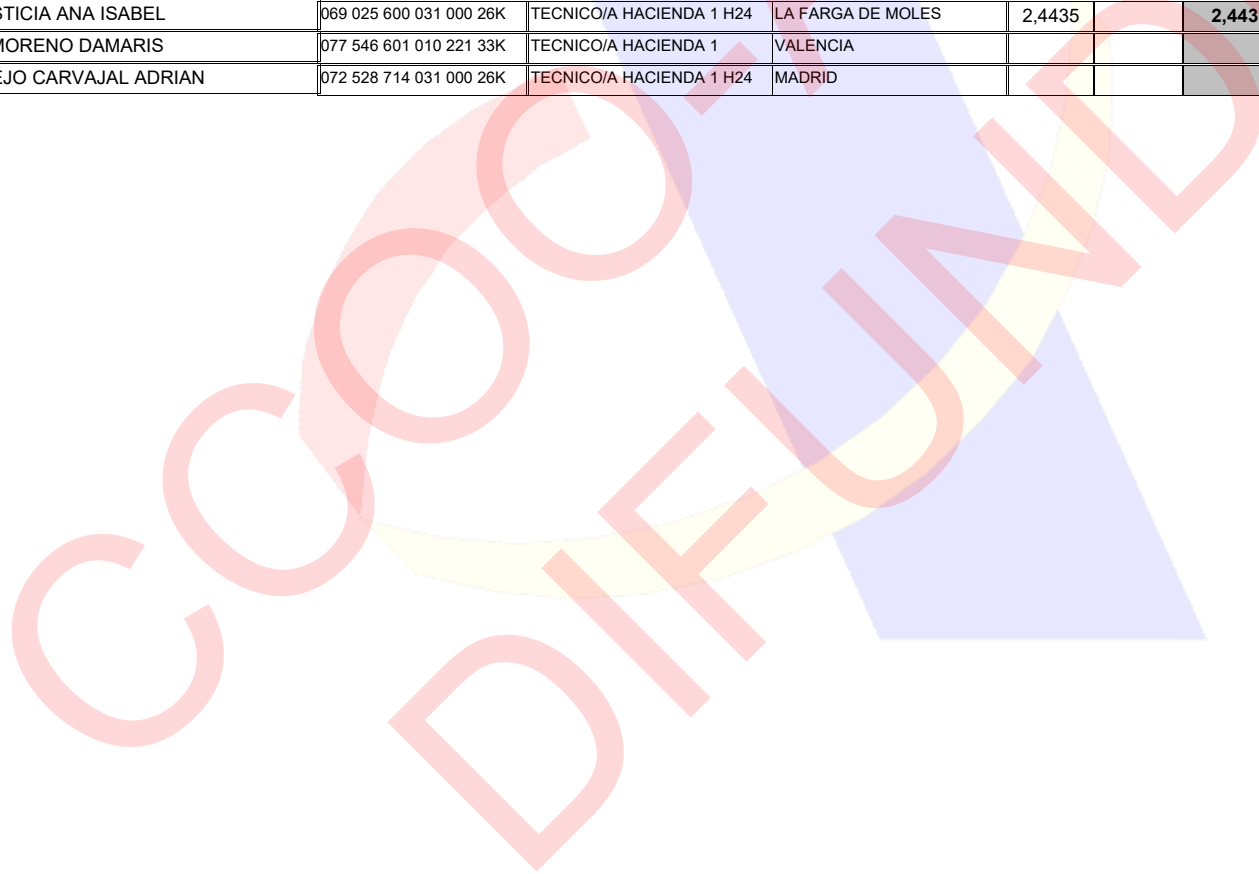 STICIA ANA ISABEL 069 025 600 031 000 26K TECNICO/A HACIENDA 1 H24 LA FARGA DE MOLES 2,4435 2,443
MORENO DAMARIS 077 546 601 010 221 33K TECNICO/A HACIENDA 1 VALENCIA
EJO CARVAJAL ADRIAN 072 528 714 031 000 26K TECNICO/A HACIENDA 1 H24 MADRID
CCOO-
DIFUND